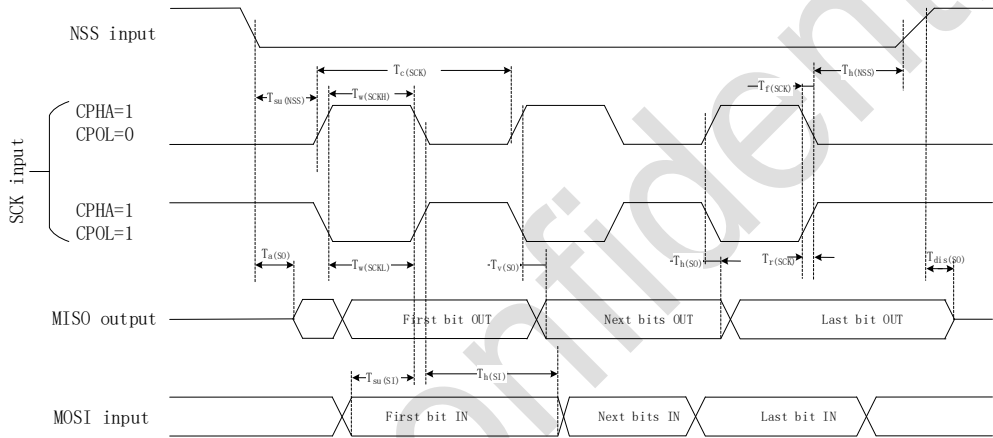 NSS input
Tc(SCK)
Th(NSS)
Tsu(NSS)
Tw(SCKH)
Tf(SCK)
SCK input
CPHA=1
CPOL=0
CPHA=1
CPOL=1
Ta(SO)
Tw(SCKL)
Tv(SO)
Th(SO)
Tr(SCK)
Tdis(SO)
MISO output
First bit OUT
Next bits OUT
Last bit OUT
Tsu(SI)
Th(SI)
MOSI input
First bit IN
Next bits IN
Last bit IN
onfident